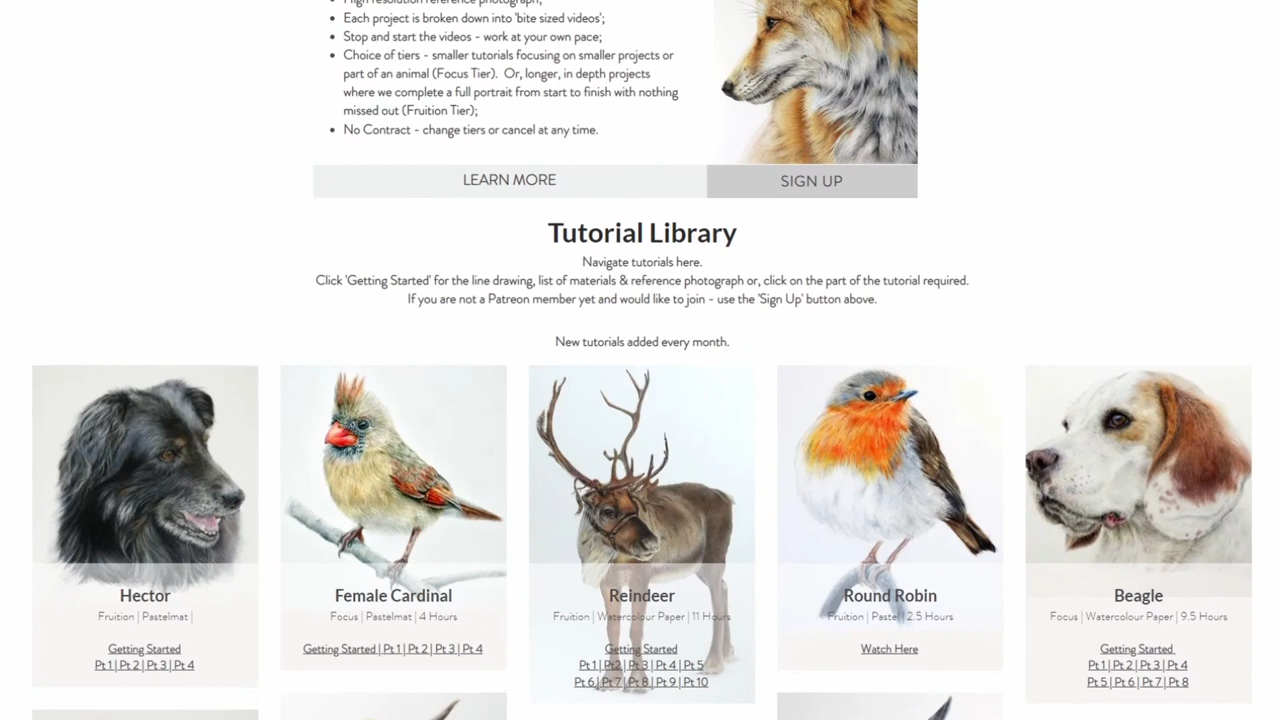 High resolution reference photograph;
Each project is broken down into 'bite sized videos';
Stop and start the videos - work at your own pace;
Choice of tiers - smaller tutorials focusing on smaller projects or
part of an animal (Focus Tier).  Or, longer, in depth projects
where we complete a full portrait from start to finish with nothing
missed out (Fruition Tier);
No Contract - change tiers or cancel at any time.
LEARN MORE
SIGN UP
Tutorial Library
Navigate tutorials here.
Click 'Getting Started' for the line drawing, list of materials & reference photograph or, click on the part of the tutorial required.
If you are not a Patreon member yet and would like to join - use the 'Sign Up' button above.
New tutorials added every month.
Hector
Fruition | Pastelmat |
Getting Started
Pt 1 | Pt 2 | Pt 3 | Pt 4
Female Cardinal
Focus | Pastelmat | 4 Hours
Getting Started | Pt 1 | Pt 2 | Pt 3 | Pt 4
Reindeer
Fruition | Watercolour Paper | 11 Hours
Getting Started
Pt 1 | Pt 2 | Pt 3 | Pt 4 | Pt 5
Pt 6 | Pt 7 | Pt 8 | Pt 9 | Pt 10
Round Robin
Fruition | Pastel | 2.5 Hours
Watch Here
Beagle
Focus | Watercolour Paper | 9.5 Hours
Getting Started
Pt 1 | Pt 2 | Pt 3 | Pt 4
Pt 5 | Pt 6 | Pt 7 | Pt 8